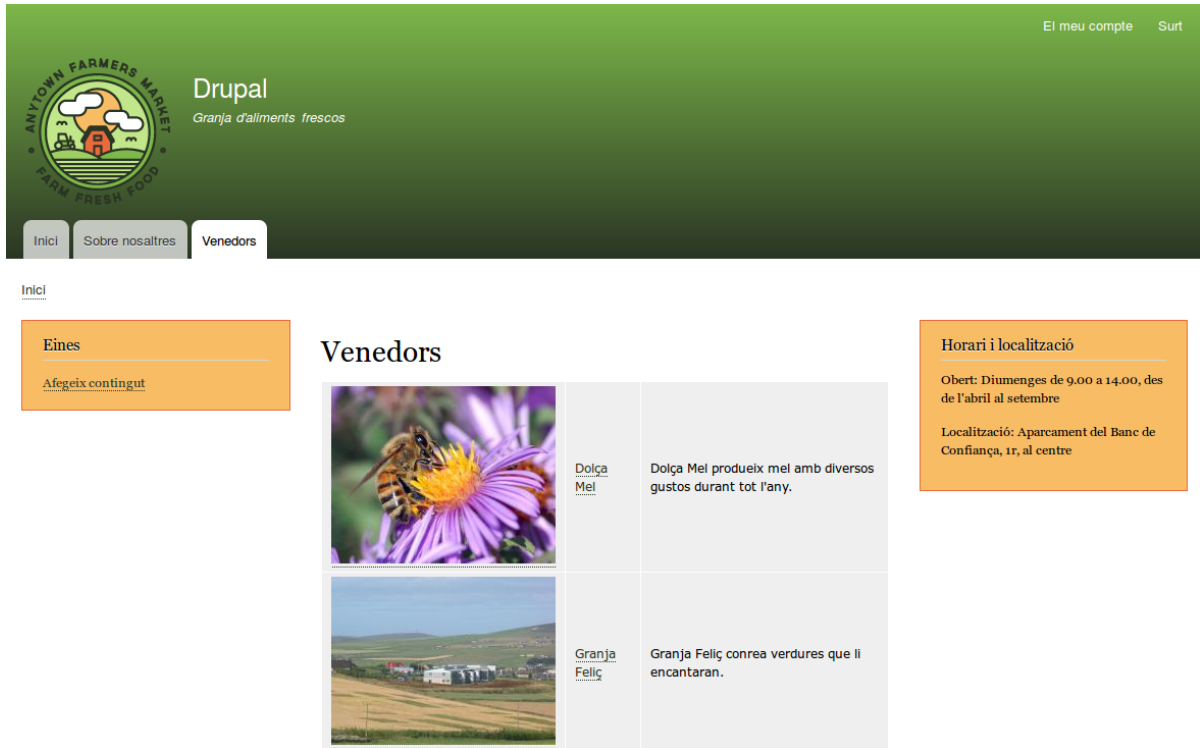 El meu compte Surt
ANYTOWN FARMERS MARKET
FARM FRESH FOOD
Drupal
Granja d'aliments frescos
Inici Sobre nosaltres Venedors
Inici
Eines
Afegeix contingut
Venedors
Dolça
Mel
Dolça Mel produeix mel amb diversos
gustos durant tot l'any.
Granja
Feliç
Granja Feliç conrea verdures que li
encantaran.
Horari i localització
Obert: Diumenges de 9.00 a 14.00, des
de l'abril al setembre
Localització: Aparcament del Banc de
Confiança, 1r, al centre